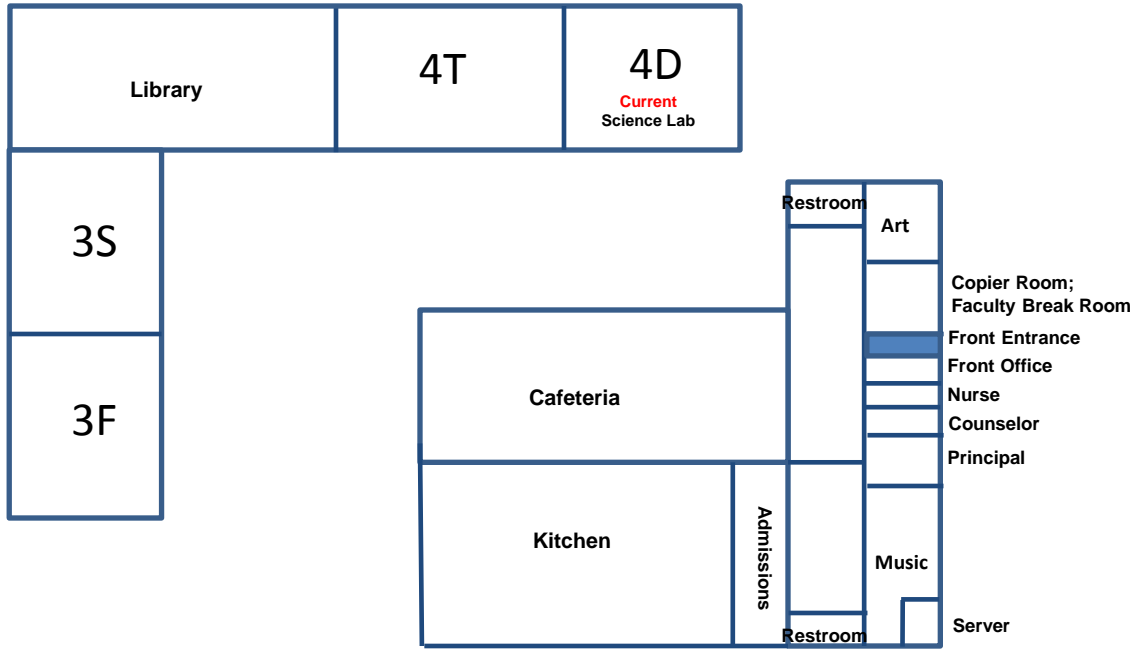 Library
4T
4D
Current
Science Lab
3S
3F
Restroom
Art
Copier Room;
Faculty Break Room
Front Entrance
Front Office
Nurse
Counselor
Principal
Cafeteria
Kitchen
Admissions
Music
Server
Restroom